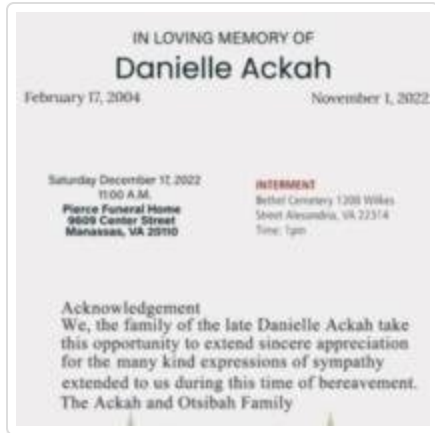 IN LOVING MEMORY OF
Danielle Ackah
February 17, 2004
November 1, 2022
Saturday December 17, 2022
11:00 A.M.
Pierce Funeral Home
9609 Center Street
Manassas, VA 20110
INTERMENT
Bethel Cemetery 1208 Wilkes
Street Alexandria, VA 22314
Time: 1pm
Acknowledgement
We, the family of the late Danielle Ackah take
this opportunity to extend sincere appreciation
for the many kind expressions of sympathy
extended to us during this time of bereavement.
The Ackah and Otsibah Family